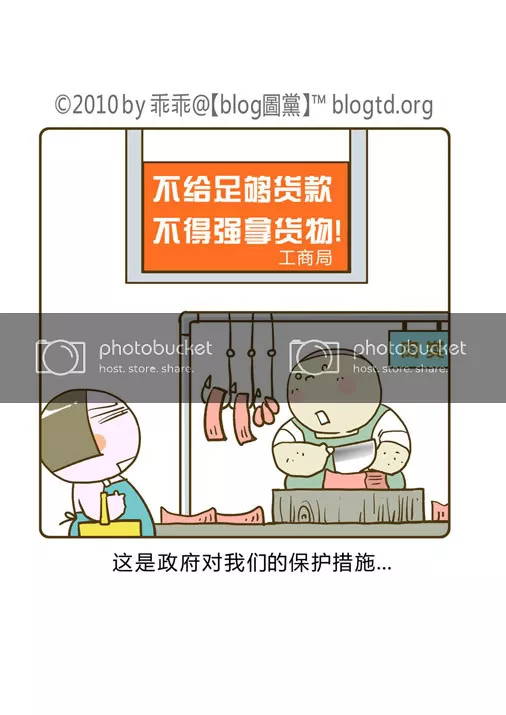 ©2010 by 乖乖@【blog圖黨】™ blogtd.org
不给足够货款
不得强拿货物!
工商局
photobucket
host. store. share.
photobucket
host. store. share.
这是政府对我们的保护措施...